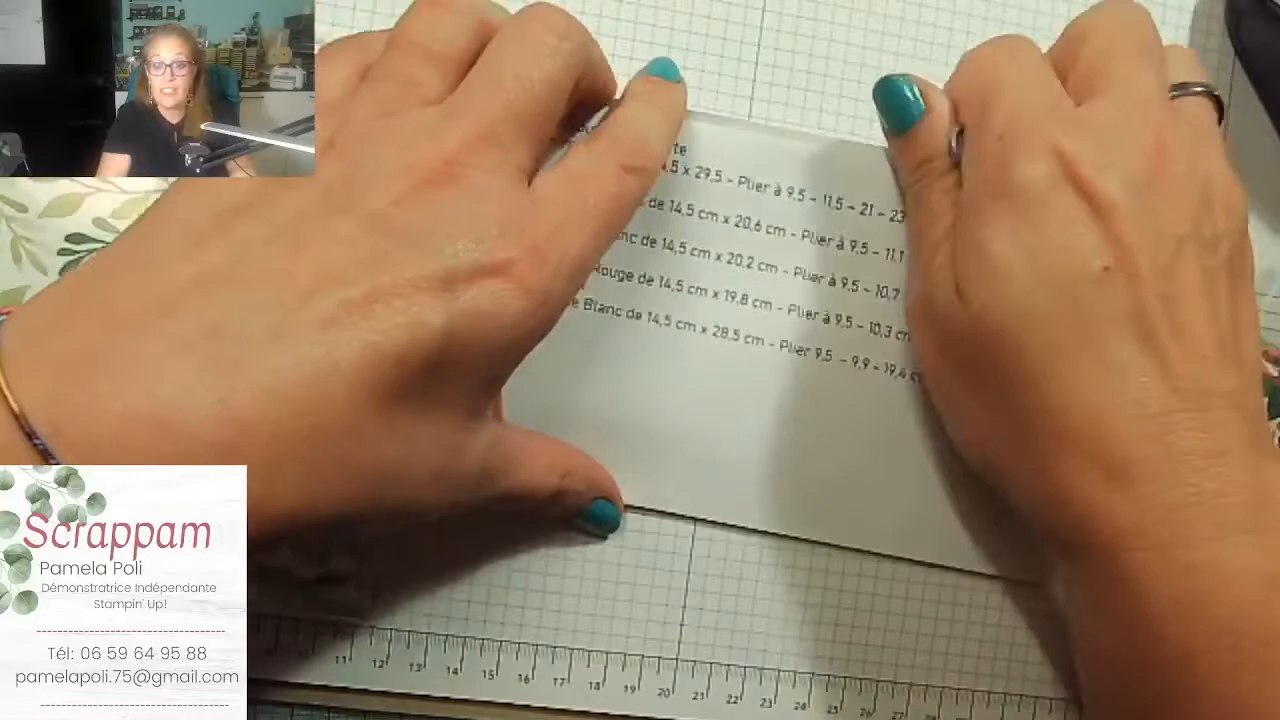 te
,5 x 29,5 - Plier à 9,5 - 11,5 - 21 - 23
de 14,5 cm x 20,6 cm - Plier à 9,5 - 11,1
nc de 14,5 cm x 20,2 cm - Plier à 9,5 - 10,7
Rouge de 14,5 cm x 19,8 cm - Plier à 9,5 - 10,3 cm
e Blanc de 14,5 cm x 28,5 cm - Plier 9,5 - 9,9 - 19,4 c
Scrappam
Pamela Poli
Démonstratrice Indépendante
Stampin' Up!
Tél: 06 59 64 95 88
pamelapoli.75@gmail.com
11 12 13 14 15 16 17 18 19 20 21 22 23 24 25 26 27 28